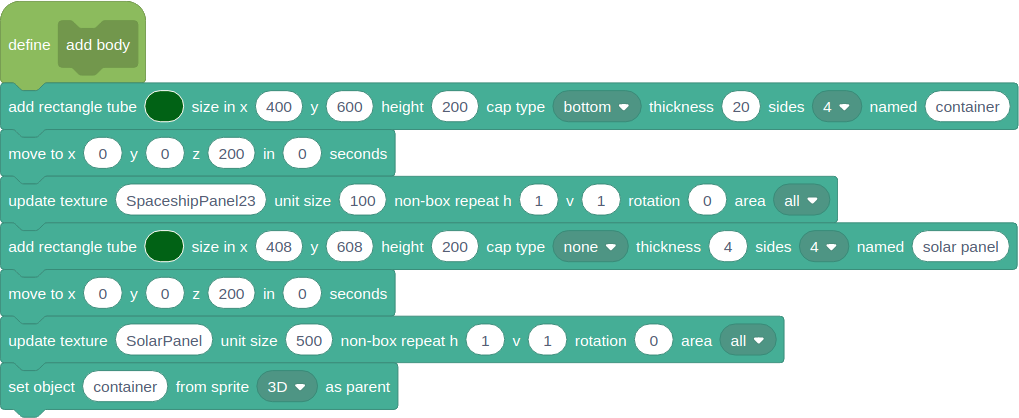 define add body
add rectangle tube size in x 400 y 600 height 200 cap type bottom thickness 20 sides 4 named container
move to x 0 y 0 z 200 in 0 seconds
update texture SpaceshipPanel23 unit size 100 non-box repeat h 1 v 1 rotation 0 area all
add rectangle tube size in x 408 y 608 height 200 cap type none thickness 4 sides 4 named solar panel
move to x 0 y 0 z 200 in 0 seconds
update texture SolarPanel unit size 500 non-box repeat h 1 v 1 rotation 0 area all
set object container from sprite 3D as parent